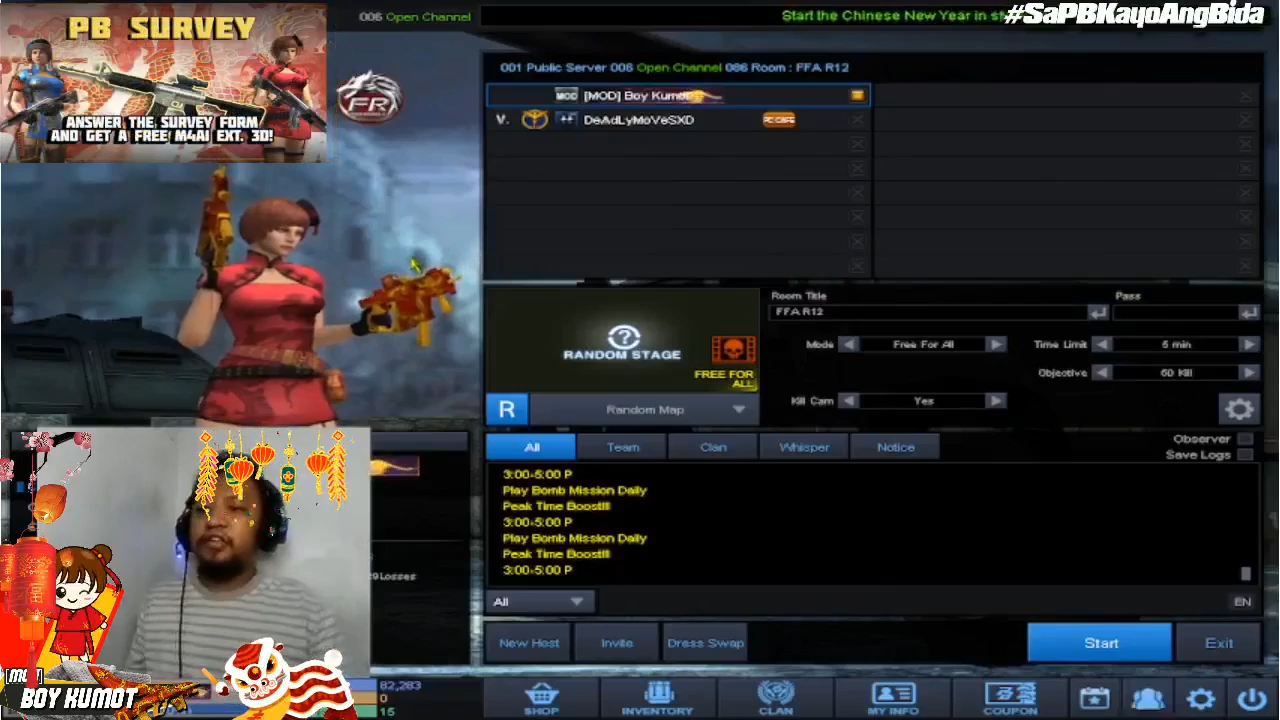 PB SURVEY
ANSWER THE SURVEY FORM
AND GET A FREE M4A1 EXT. 3D!
FR
006 Open Channel
Start the Chinese New Year in
#SaPBKayoAngBida
001 Public Server 006 Open Channel 086 Room : FFA R12
MOD [MOD] Boy Kumot
V. DeAdLyMoVeSXD PC CAFE
RANDOM STAGE
FREE FOR
ALL
R Random Map
Room Title
Pass
FFA R12
Mode Free For All
Time Limit 5 min
Objective 60 Kill
Kill Cam Yes
All Team Clan Whisper Notice
Observer
Save Logs
3:00-5:00 P
Play Bomb Mission Daily
Peak Time Boost!!!
3:00-5:00 P
Play Bomb Mission Daily
Peak Time Boost!!!
3:00-5:00 P
All
EN
Losses
New Host Invite Dress Swap Start Exit
82,283
0
15
[MOD]
BOY KUMOT
SHOP INVENTORY CLAN MY INFO COUPON